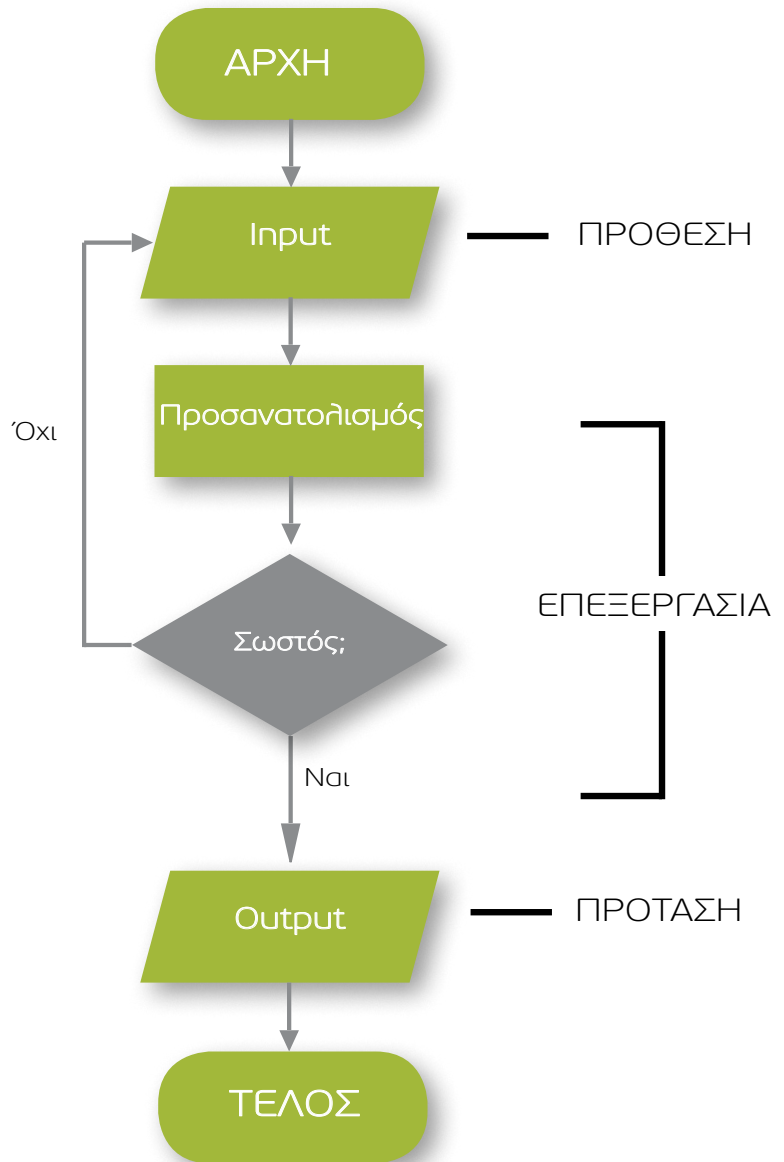 ΑΡΧΗ
Input
ΠΡΟΘΕΣΗ
Προσανατολισμός
Όχι
ΕΠΕΞΕΡΓΑΣΙΑ
Σωστός;
Ναι
Output
ΠΡΟΤΑΣΗ
ΤΕΛΟΣ